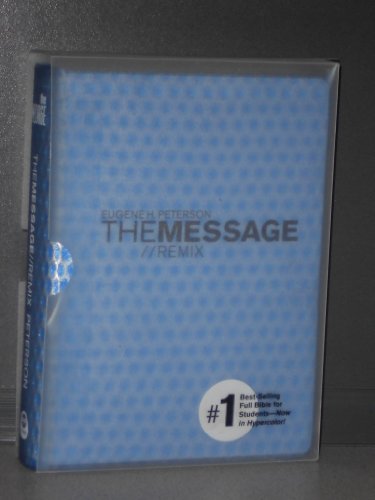 EUGENE H. PETERSON
THEMESSAGE
//REMIX
#1
Best-Selling
Full Bible for
Students—Now
in Hypercolor!
THEMESSAGE//REMIX PETERSON